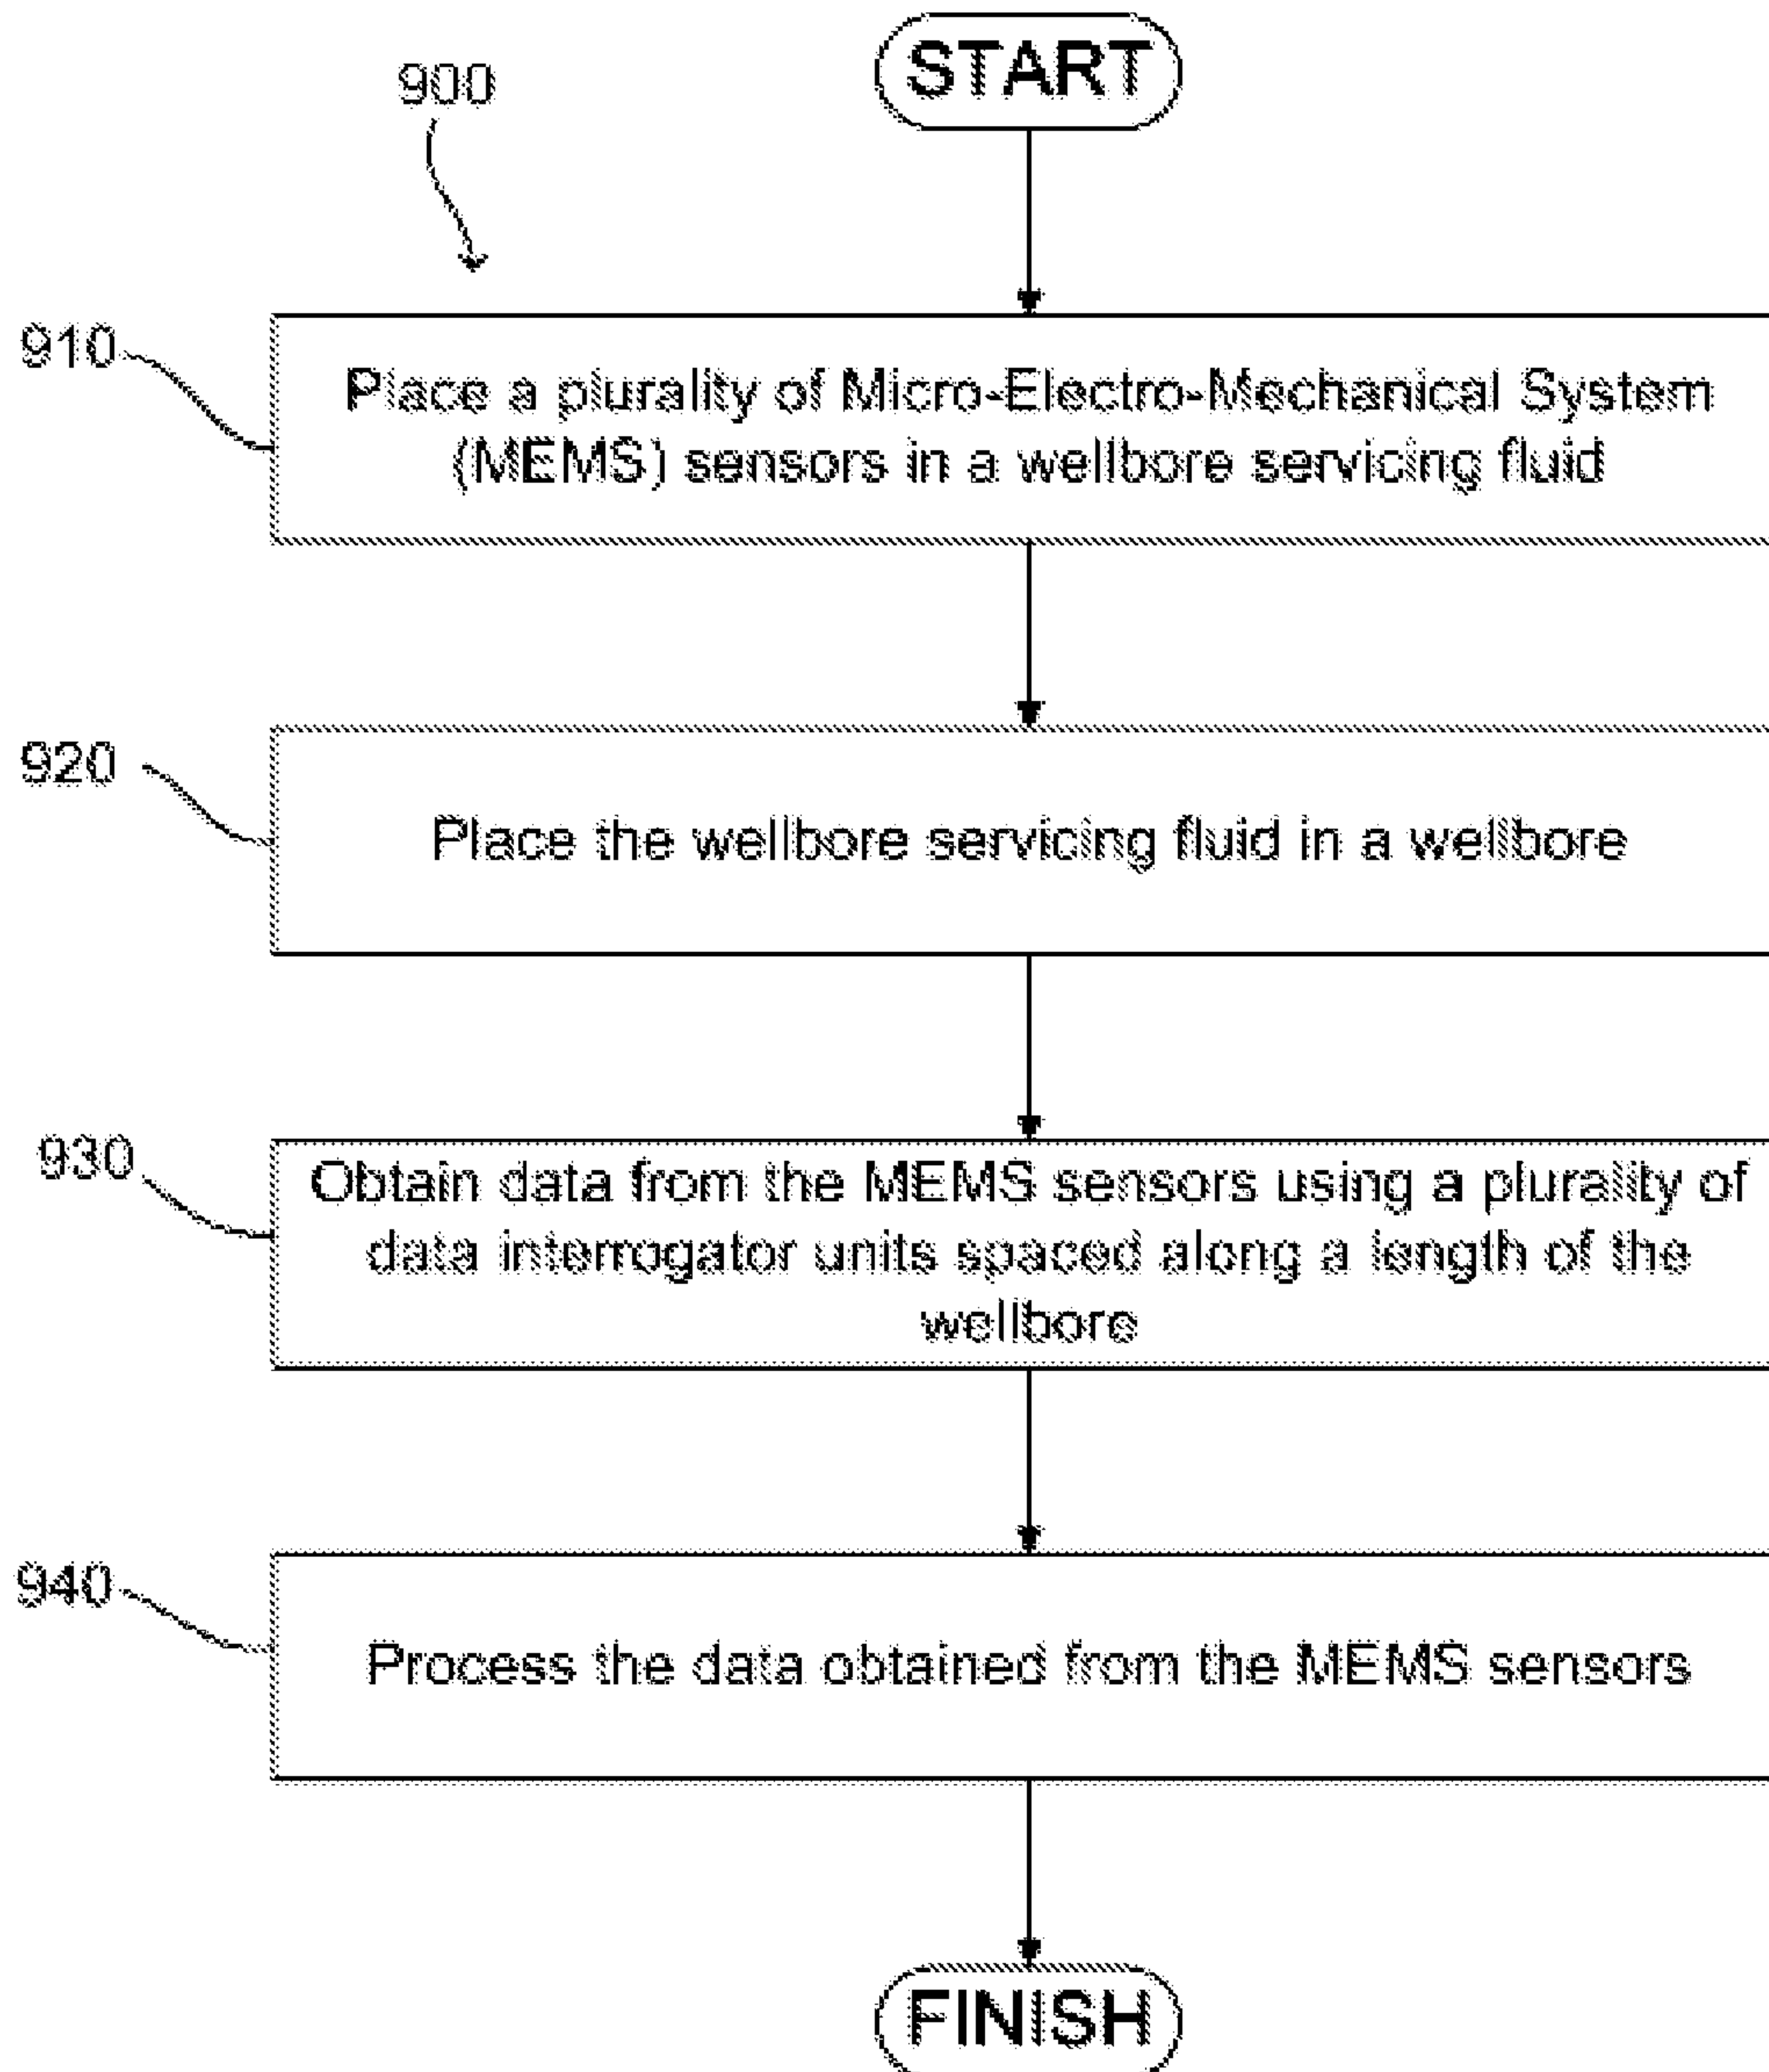 START
900
910
Place a plurality of Micro-Electro-Mechanical System
(MEMS) sensors in a wellbore servicing fluid
920
Place the wellbore servicing fluid in a wellbore
930
Obtain data from the MEMS sensors using a plurality of
data interrogator units spaced along a length of the
wellbore
940
Process the data obtained from the MEMS sensors
FINISH